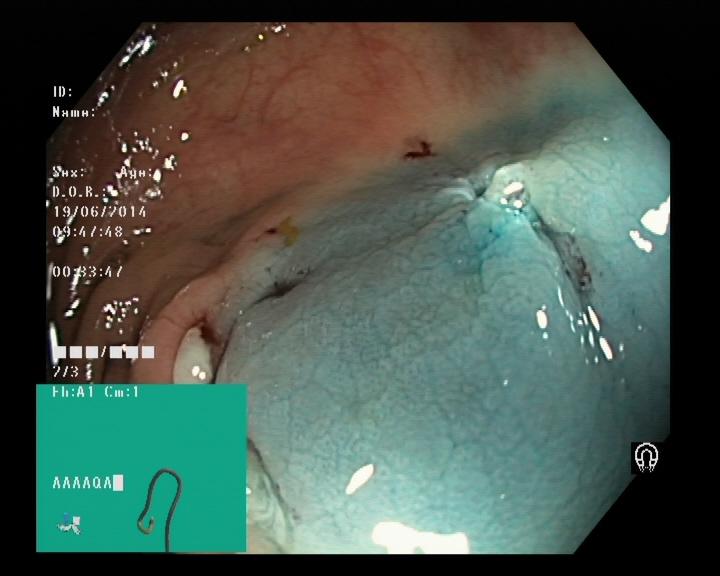 ID:
Name:
Sex: Age:
D.O.B.:
19/06/2014
09:47:48
00:33:47
2/3
Eh:A1 Cm:1
AAAAQA